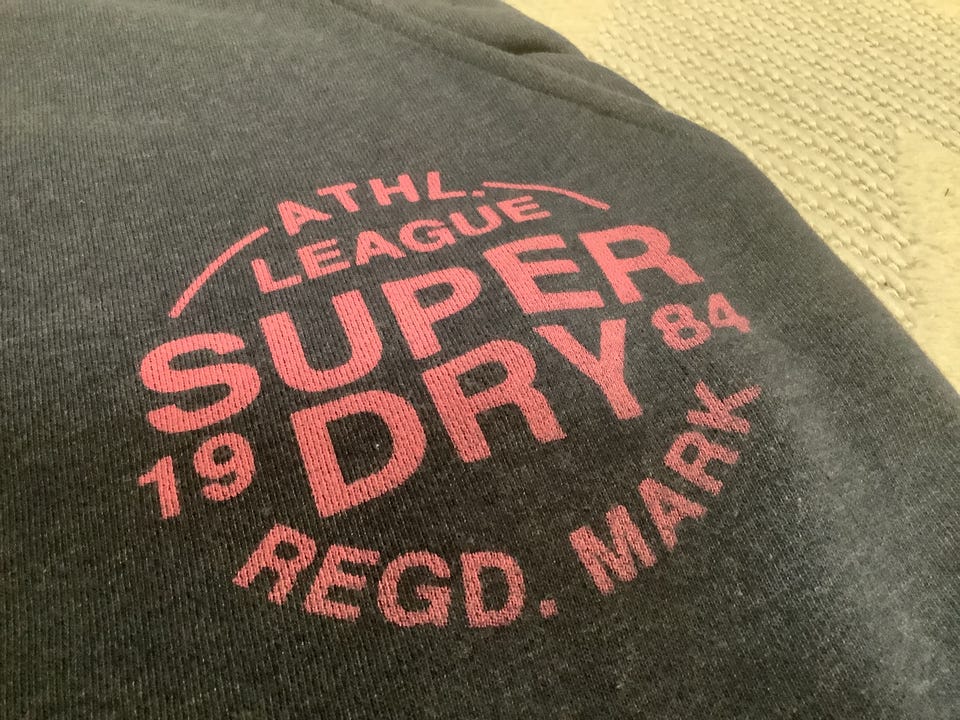 ATHL.
LEAGUE
SUPER
19 DRY 84
REGD. MARK